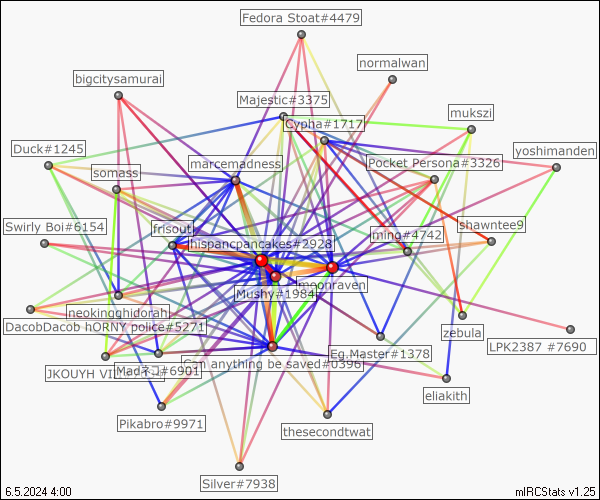 Fedora Stoat#4479
normalwan
bigcitysamurai
Majestic#3375
mukszi
Cypha#1717
Duck#1245
yoshimanden
marcemadness
Pocket Persona#3326
somass
Swirly Boi#6154
frisout
shawntee9
ming#4742
hispancpancakes#2928
moonraven
Mushy#1984
neokingghidorah
DacobDacob hORNY police#5271
zebula
LPK2387 #7690
Eg.Master#1378
Can anything be saved#0396
JKOUYH VI
Madネコ#6901
eliakith
Pikabro#9971
thesecondtwat
Silver#7938
6.5.2024 4:00
mIRCStats v1.25